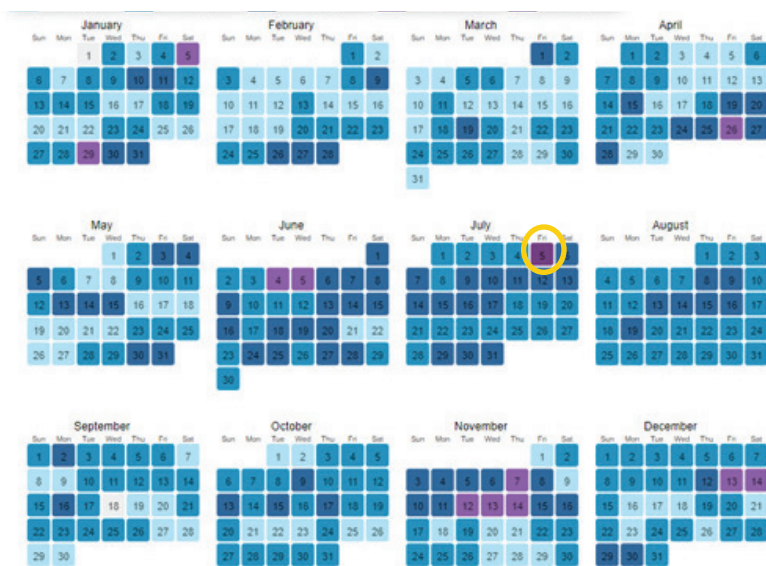 January
Sun Mon Tue Wed Thu Fri Sat
1 2 3 4 5
6 7 8 9 10 11 12
13 14 15 16 17 18 19
20 21 22 23 24 25 26
27 28 29 30 31
February
Sun Mon Tue Wed Thu Fri Sat
1 2
3 4 5 6 7 8 9
10 11 12 13 14 15 16
17 18 19 20 21 22 23
24 25 26 27 28
March
Sun Mon Tue Wed Thu Fri Sat
1 2
3 4 5 6 7 8 9
10 11 12 13 14 15 16
17 18 19 20 21 22 23
24 25 26 27 28 29 30
31
April
Sun Mon Tue Wed Thu Fri Sat
1 2 3 4 5 6
7 8 9 10 11 12 13
14 15 16 17 18 19 20
21 22 23 24 25 26 27
28 29 30
May
Sun Mon Tue Wed Thu Fri Sat
1 2 3 4
5 6 7 8 9 10 11
12 13 14 15 16 17 18
19 20 21 22 23 24 25
26 27 28 29 30 31
June
Sun Mon Tue Wed Thu Fri Sat
1
2 3 4 5 6 7 8
9 10 11 12 13 14 15
16 17 18 19 20 21 22
23 24 25 26 27 28 29
30
July
Sun Mon Tue Wed Thu Fri Sat
1 2 3 4 5 6
7 8 9 10 11 12 13
14 15 16 17 18 19 20
21 22 23 24 25 26 27
28 29 30 31
August
Sun Mon Tue Wed Thu Fri Sat
1 2 3
4 5 6 7 8 9 10
11 12 13 14 15 16 17
18 19 20 21 22 23 24
25 26 27 28 29 30 31
September
Sun Mon Tue Wed Thu Fri Sat
1 2 3 4 5 6 7
8 9 10 11 12 13 14
15 16 17 18 19 20 21
22 23 24 25 26 27 28
29 30
October
Sun Mon Tue Wed Thu Fri Sat
1 2 3 4 5
6 7 8 9 10 11 12
13 14 15 16 17 18 19
20 21 22 23 24 25 26
27 28 29 30 31
November
Sun Mon Tue Wed Thu Fri Sat
1 2
3 4 5 6 7 8 9
10 11 12 13 14 15 16
17 18 19 20 21 22 23
24 25 26 27 28 29 30
December
Sun Mon Tue Wed Thu Fri Sat
1 2 3 4 5 6 7
8 9 10 11 12 13 14
15 16 17 18 19 20 21
22 23 24 25 26 27 28
29 30 31